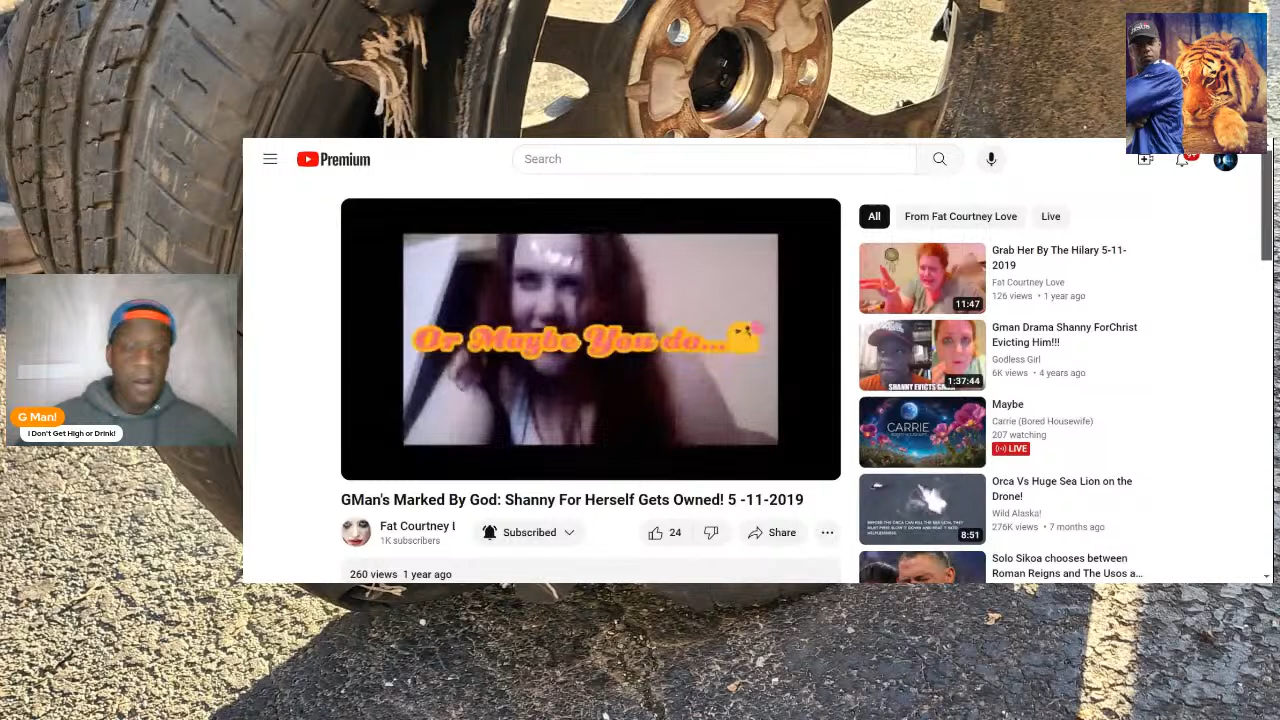 Premium
Search
9+
Or Maybe You do...
G Man!
I Don't Get High or Drink!
GMan's Marked By God: Shanny For Herself Gets Owned! 5 -11-2019
Fat Courtney l
1K subscribers
Subscribed
24
Share
260 views 1 year ago
All
From Fat Courtney Love
Live
11:47
Grab Her By The Hilary 5-11-
2019
Fat Courtney Love
126 views • 1 year ago
SHANNY EVICTS
1:37:44
Gman Drama Shanny ForChrist
Evicting Him!!!
Godless Girl
6K views • 4 years ago
CARRIE
Maybe
Carrie (Bored Housewife)
207 watching
LIVE
8:51
Orca Vs Huge Sea Lion on the
Drone!
Wild Alaska!
276K views • 7 months ago
Solo Sikoa chooses between
Roman Reigns and The Usos a...